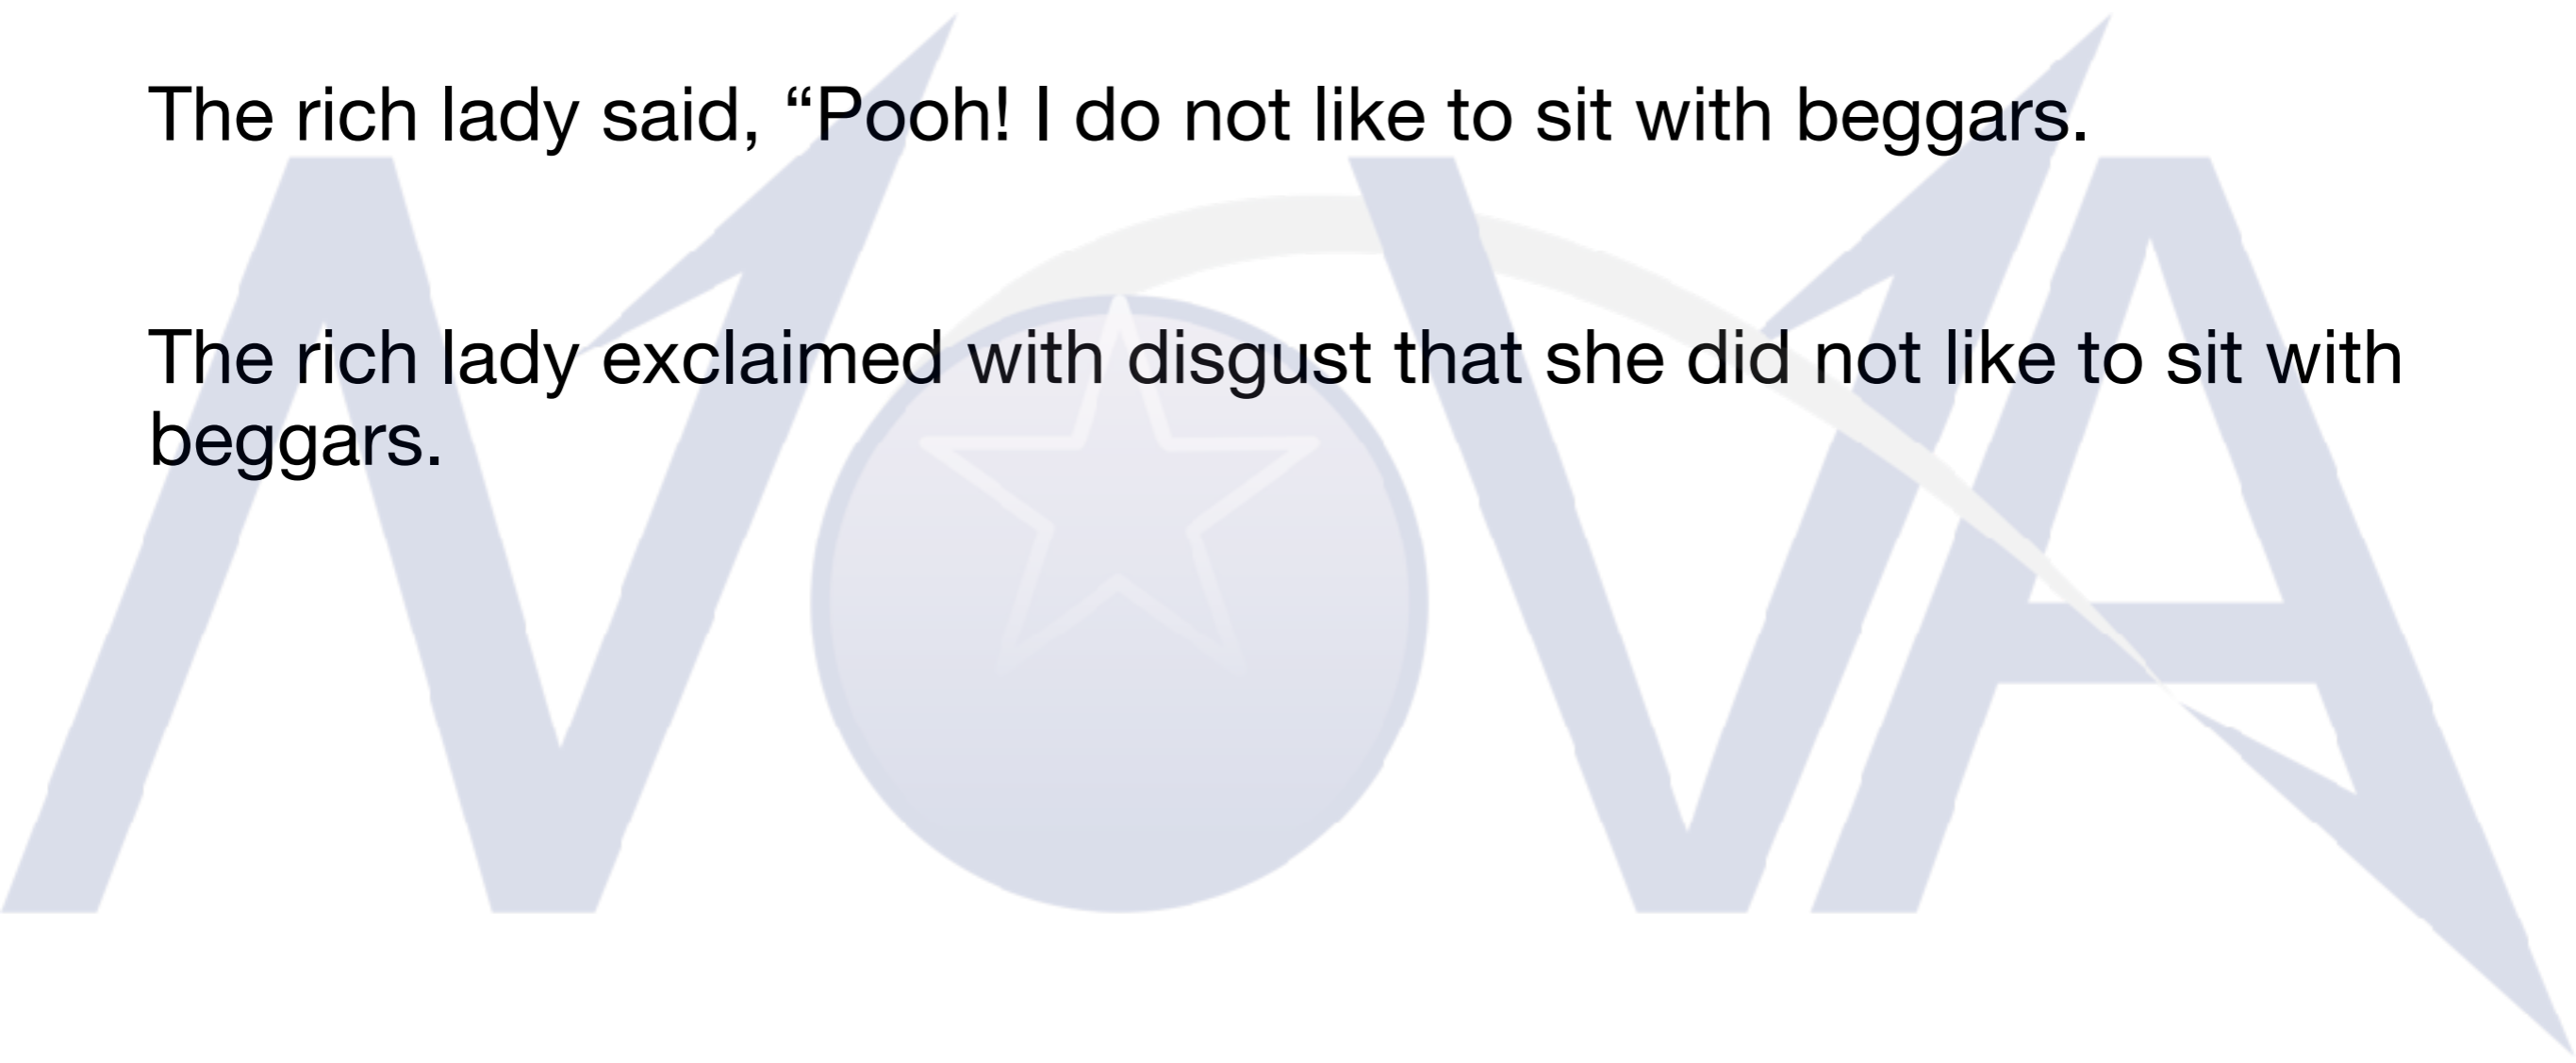 The rich lady said, “Pooh! I do not like to sit with beggars.
The rich lady exclaimed with disgust that she did not like to sit with
beggars.
NOVA